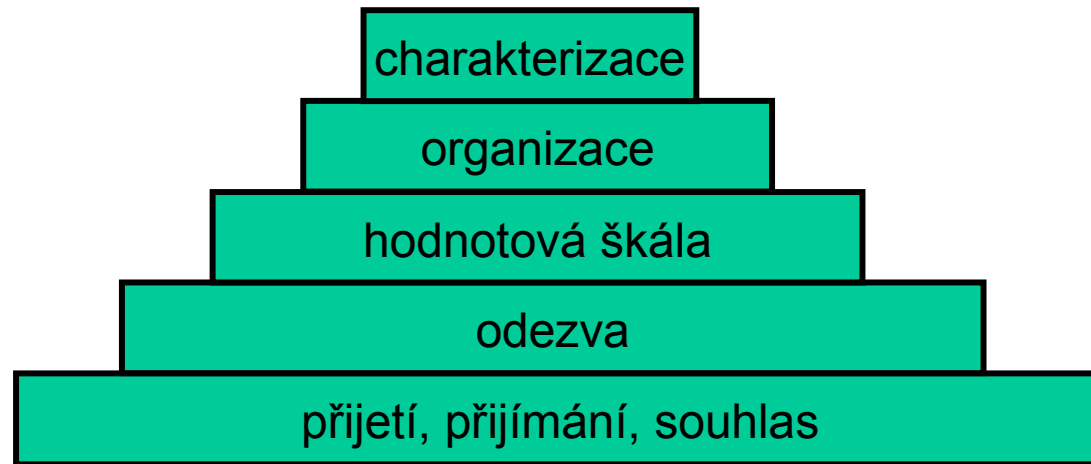 charakterizace
organizace
hodnotová škála
odezva
přijetí, přijímání, souhlas